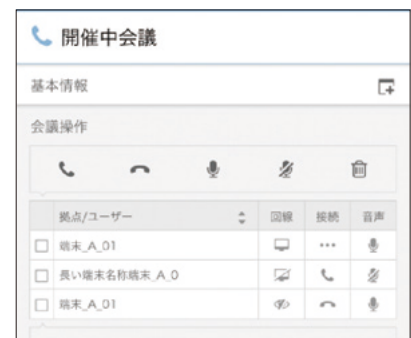 開催中会議
基本情報
会議操作
拠点/ユーザー 回線 接続 音声
端末_A_01
長い端末名称端末_A_0
端末_A_01